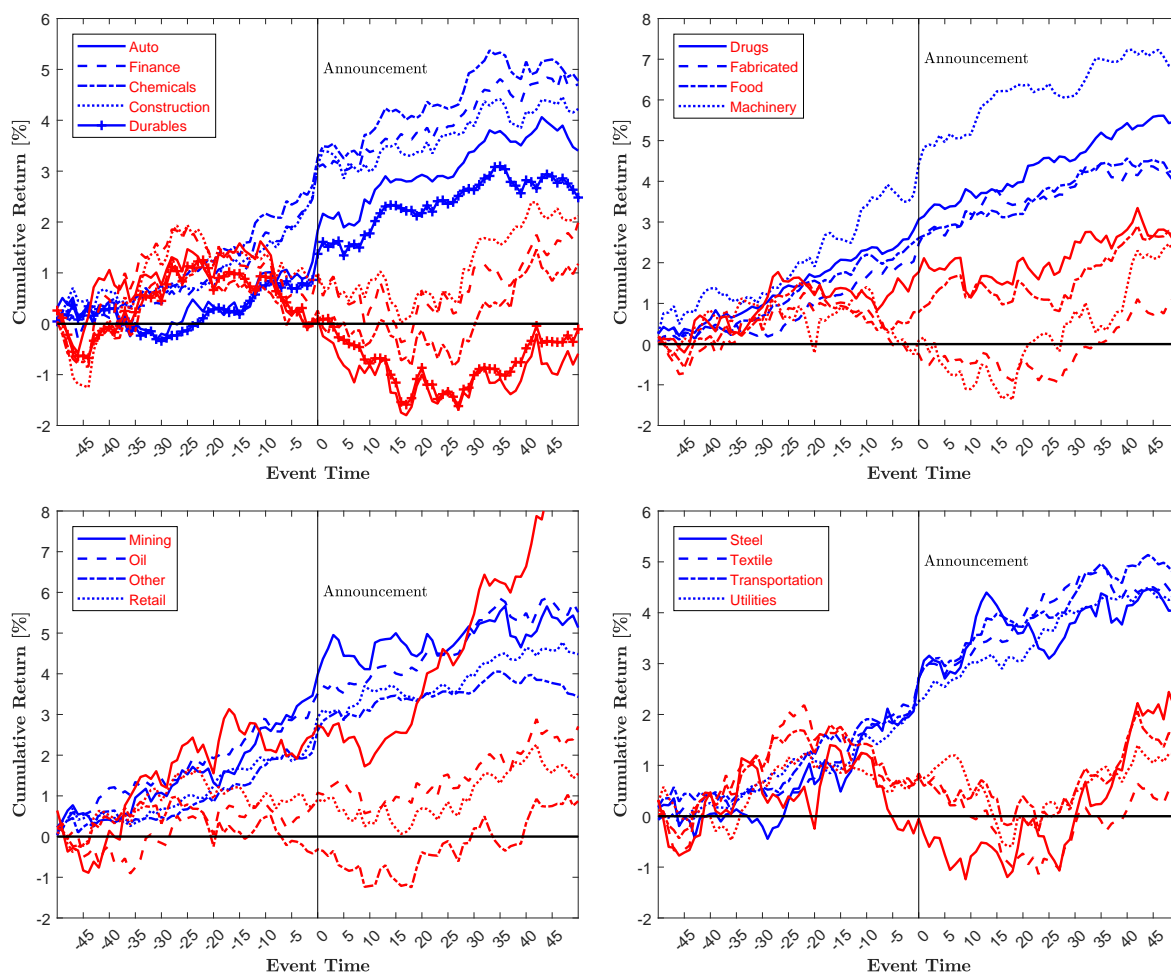 6
5
4
3
2
1
0
-1
-2
Cumulative Return [%]
Auto
Finance
Chemicals
Construction
Durables
Announcement
-45 -40 -35 -30 -25 -20 -15 -10 -5 0 5 10 15 20 25 30 35 40 45
Event Time
8
7
6
5
4
3
2
1
0
-1
-2
Cumulative Return [%]
Drugs
Fabricated
Food
Machinery
Announcement
-45 -40 -35 -30 -25 -20 -15 -10 -5 0 5 10 15 20 25 30 35 40 45
Event Time
8
7
6
5
4
3
2
1
0
-1
-2
Cumulative Return [%]
Mining
Oil
Other
Retail
Announcement
-45 -40 -35 -30 -25 -20 -15 -10 -5 0 5 10 15 20 25 30 35 40 45
Event Time
6
5
4
3
2
1
0
-1
-2
Cumulative Return [%]
Steel
Textile
Transportation
Utilities
Announcement
-45 -40 -35 -30 -25 -20 -15 -10 -5 0 5 10 15 20 25 30 35 40 45
Event Time